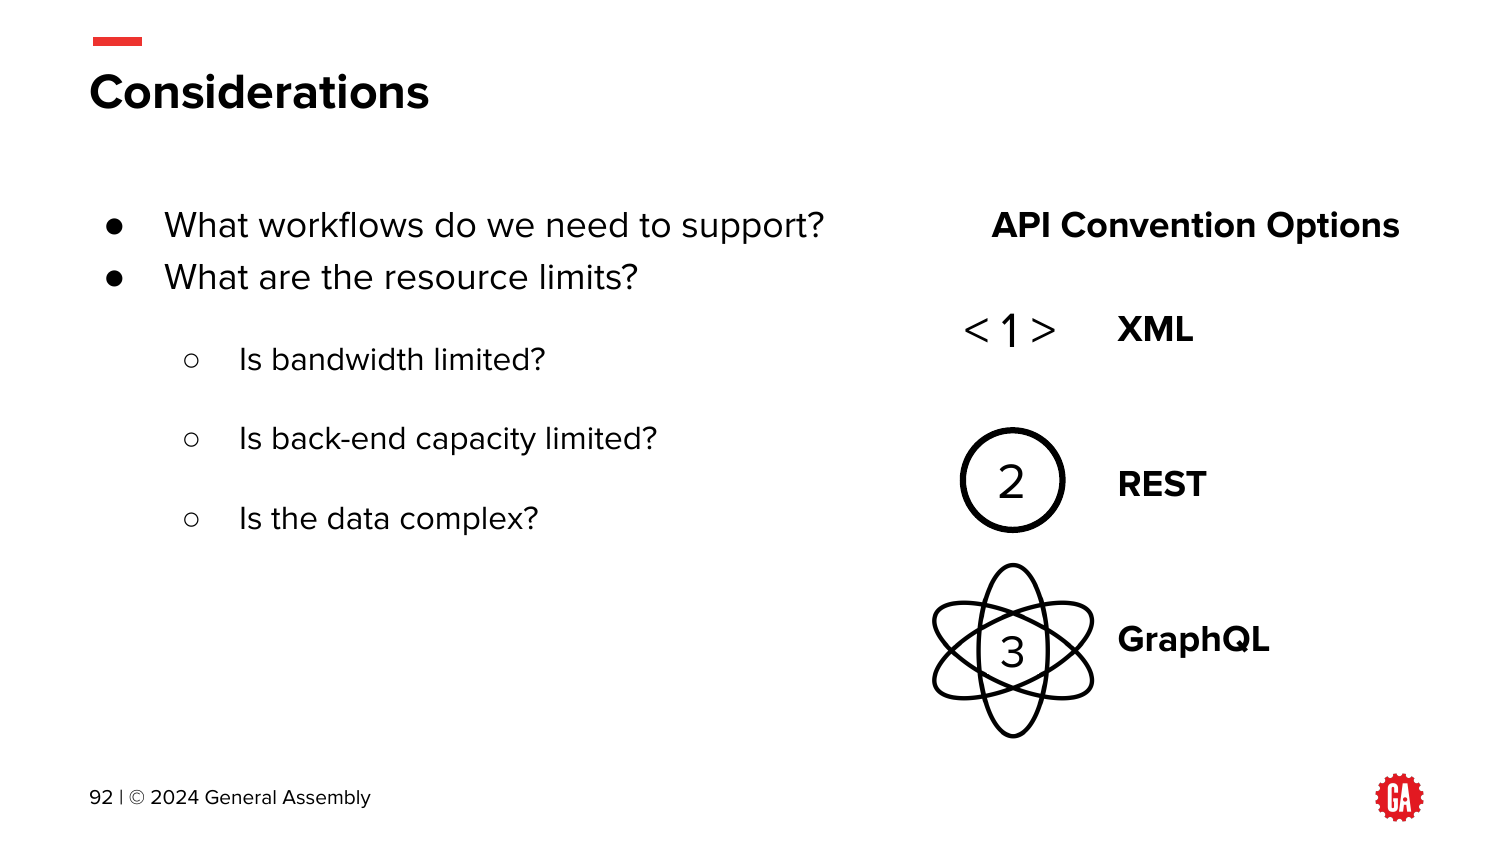 Considerations
● What workflows do we need to support?
● What are the resource limits?
○ Is bandwidth limited?
○ Is back-end capacity limited?
○ Is the data complex?
API Convention Options
< 1 > XML
2 REST
3 GraphQL
92 | © 2024 General Assembly
GA